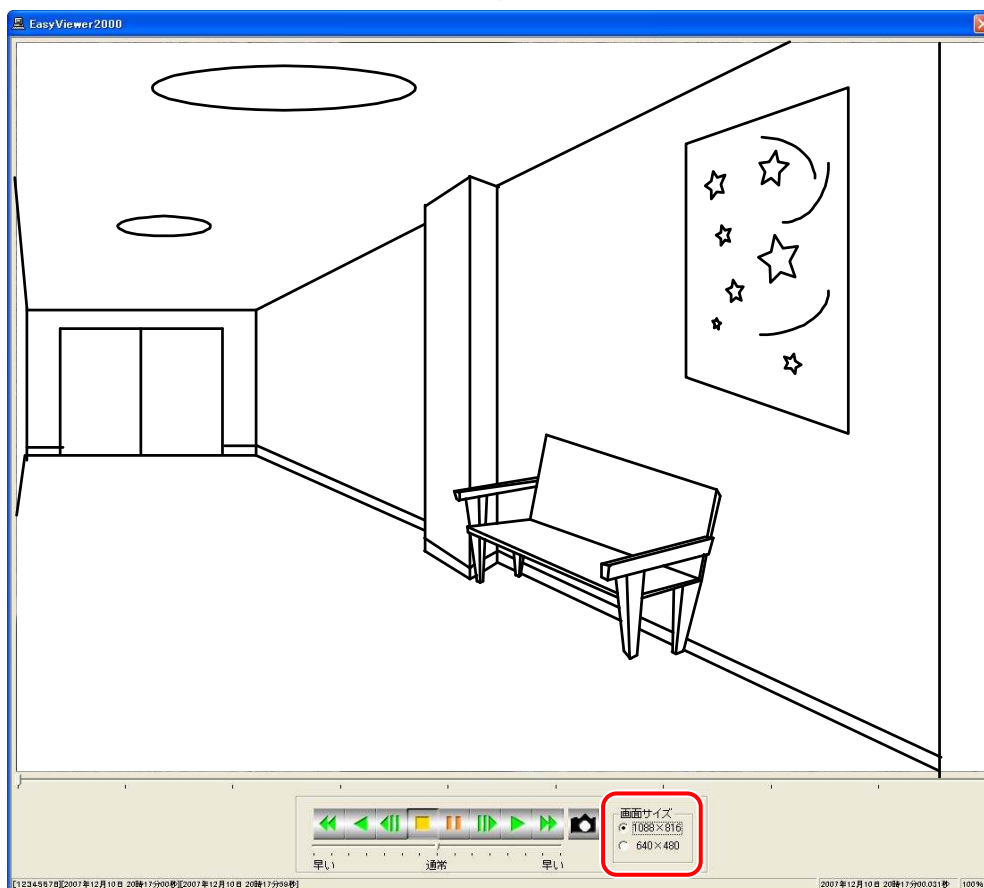 EasyViewer2000
画面サイズ
1088×816
640×480
早い 通常 早い
[12345678][2007年12月10日 20時17分00秒][2007年12月10日 20時17分59秒] 2007年12月10日 20時17分00.031秒 100%